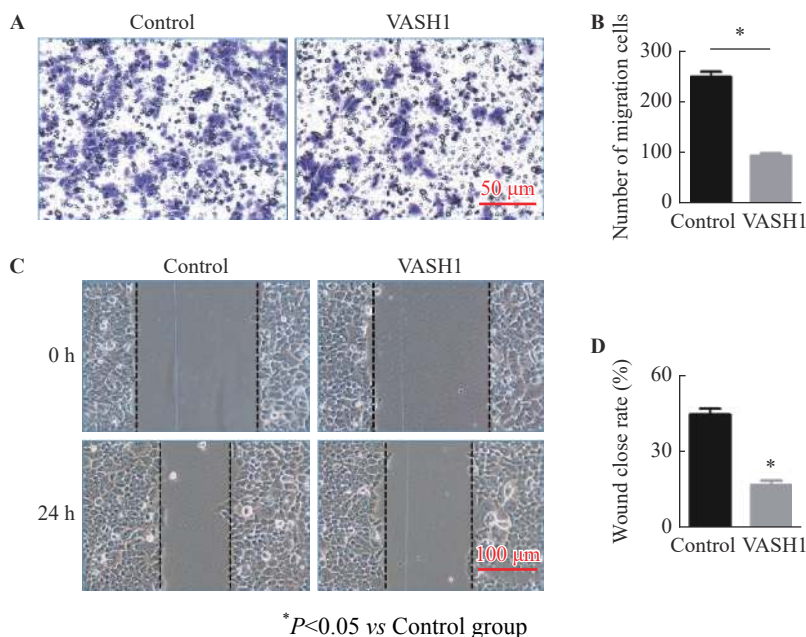 A
Control
VASH1
50 μm
B
Number of migration cells
300
200
100
0
*
Control VASH1
C
Control
VASH1
0 h
24 h
100 μm
D
Wound close rate (%)
60
30
0
*
Control VASH1
*P<0.05 vs Control group